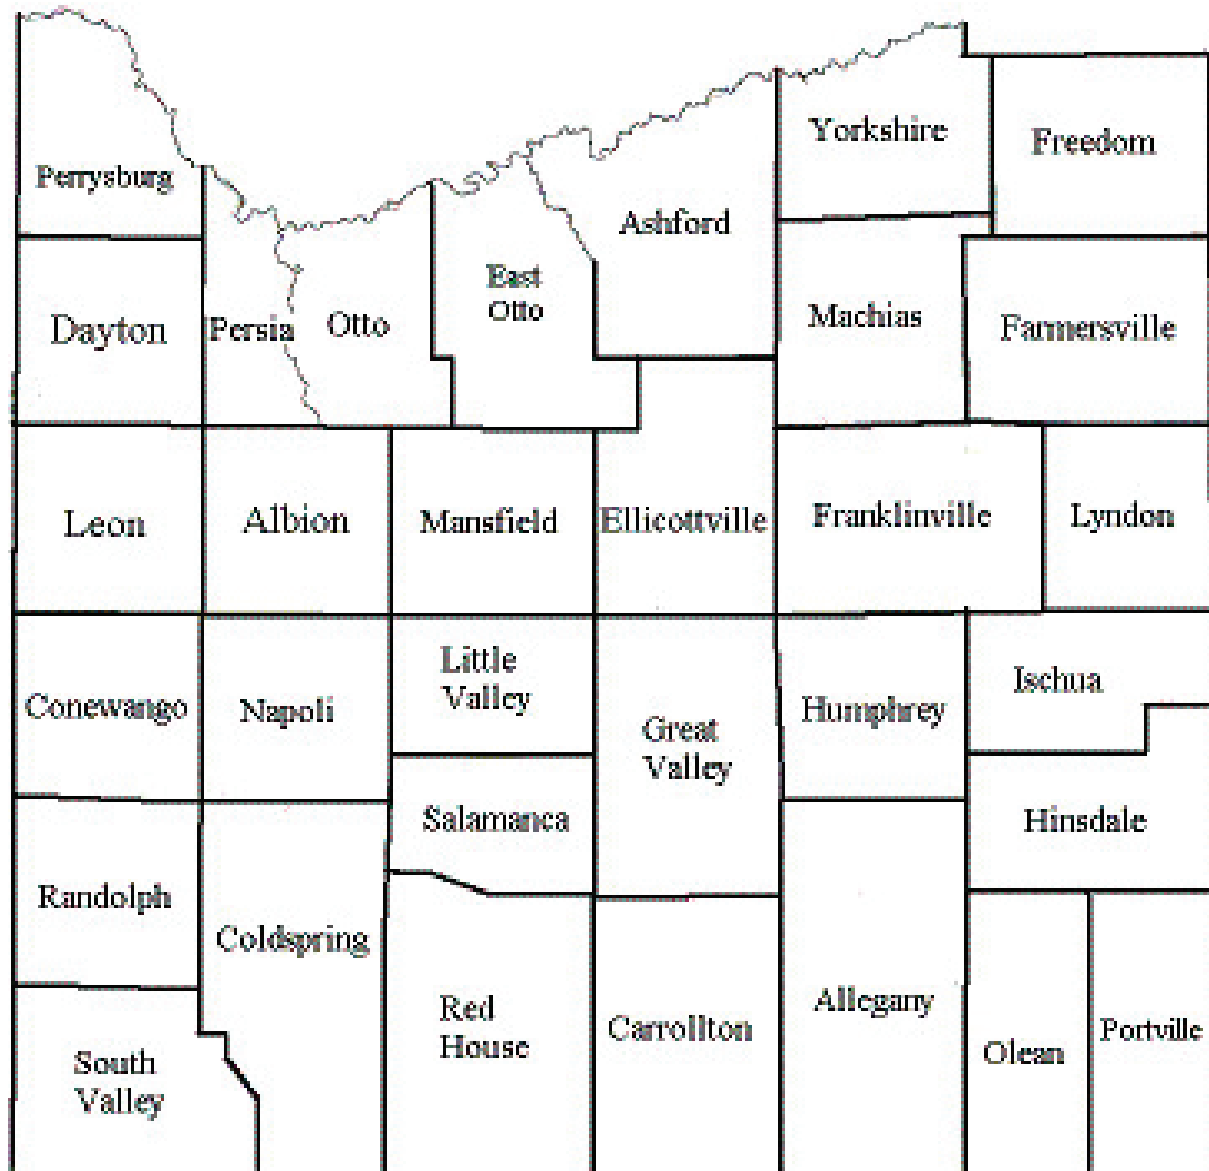 Yorkshire
Freedom
Perrysburg
Ashford
East
Otto
Dayton
Persia
Otto
Machias
Farmersville
Leon
Albion
Mansfield
Ellicottville
Franklinville
Lyndon
Conewango
Napoli
Little
Valley
Great
Valley
Humphrey
Ischua
Salamanca
Hinsdale
Randolph
Coldspring
Red
House
Carrollton
Allegany
Olean
Portville
South
Valley